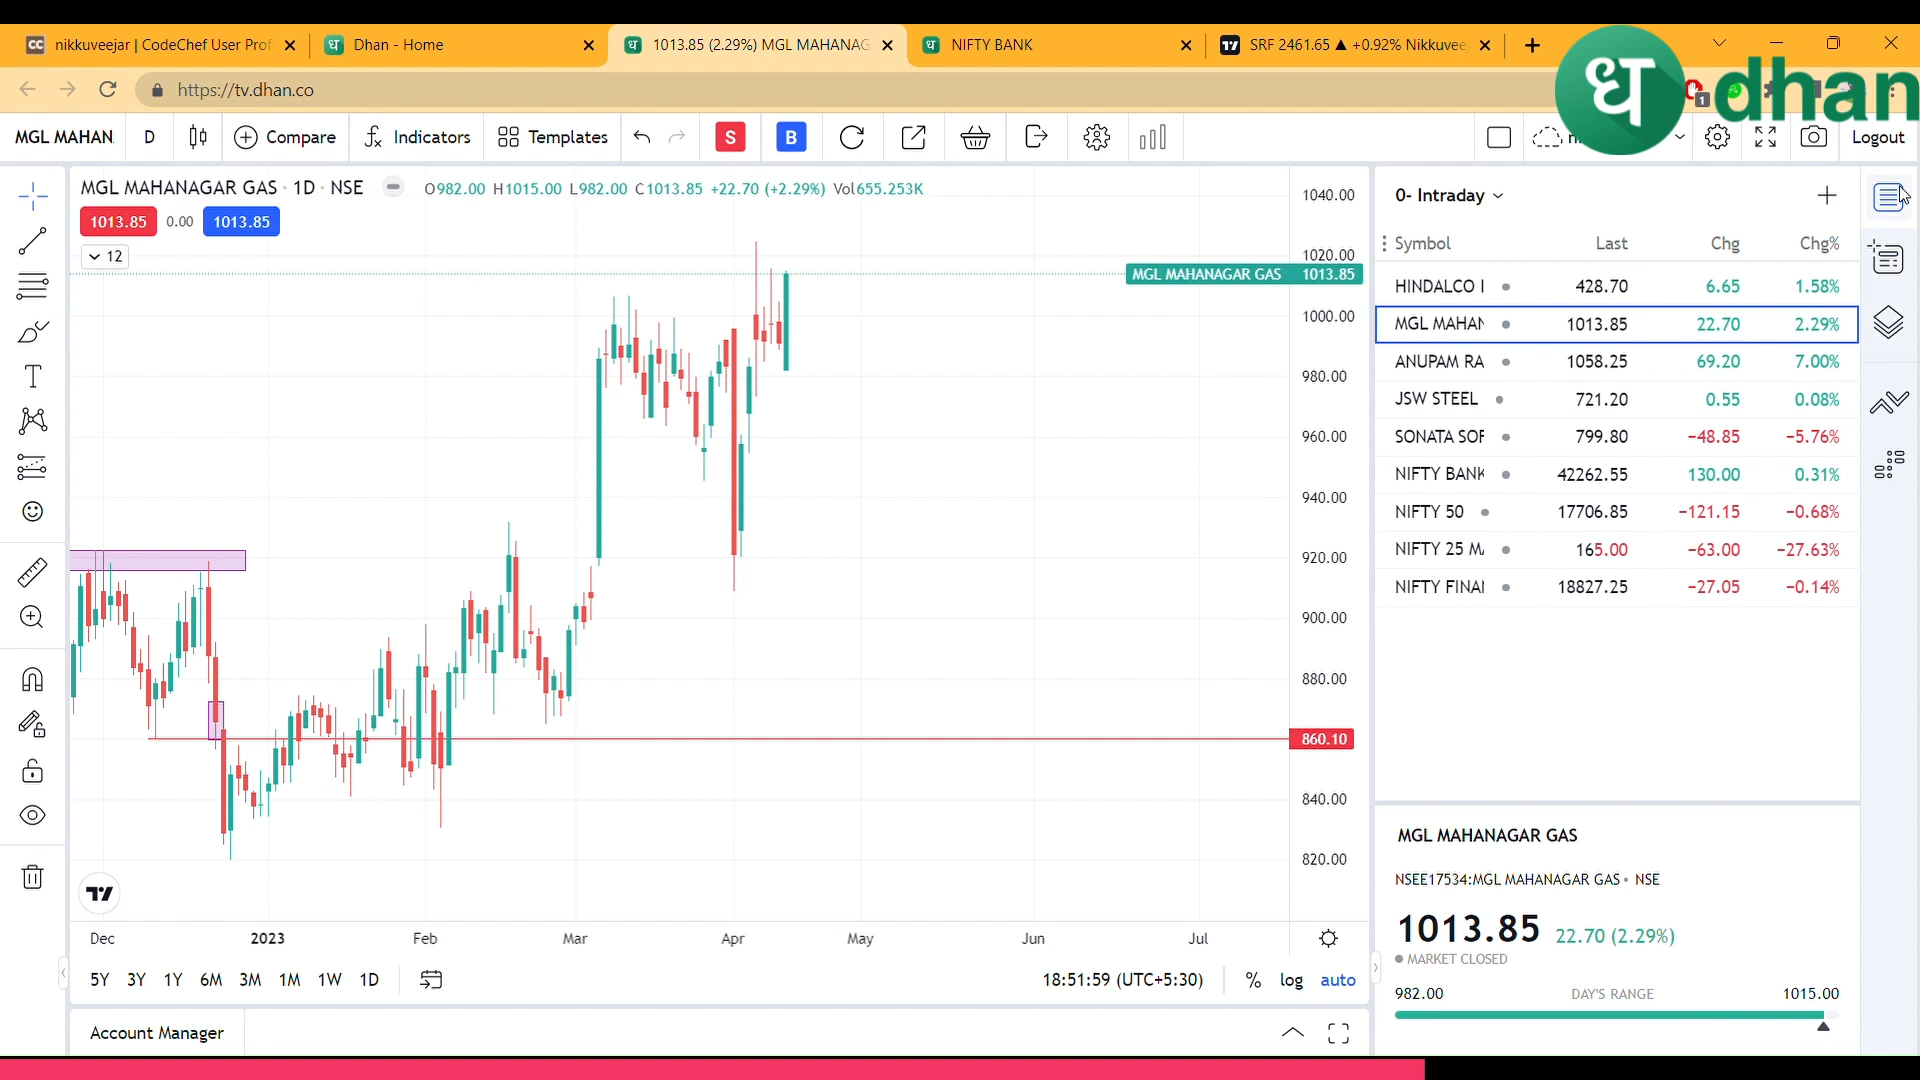 nikkuveejar | CodeChef User Prof
Dhan - Home
1013.85 (2.29%) MGL MAHANAG
NIFTY BANK
SRF 2461.65 ▲ +0.92% Nikkuvee
https://tv.dhan.co
1
ध dhan
MGL MAHAN
D
Compare
Indicators
Templates
S
B
Logout
MGL MAHANAGAR GAS · 1D · NSE
O982.00 H1015.00 L982.00 C1013.85 +22.70 (+2.29%) Vol655.253K
1013.85 0.00 1013.85
12
1040.00
1020.00
MGL MAHANAGAR GAS 1013.85
1000.00
980.00
960.00
940.00
920.00
900.00
880.00
860.10
840.00
820.00
Dec 2023 Feb Mar Apr May Jun Jul
5Y 3Y 1Y 6M 3M 1M 1W 1D
18:51:59 (UTC+5:30) % log auto
Account Manager
0- Intraday
Symbol Last Chg Chg%
HINDALCO I 428.70 6.65 1.58%
MGL MAHAN 1013.85 22.70 2.29%
ANUPAM RA 1058.25 69.20 7.00%
JSW STEEL 721.20 0.55 0.08%
SONATA SOF 799.80 −48.85 −5.76%
NIFTY BANK 42262.55 130.00 0.31%
NIFTY 50 17706.85 −121.15 −0.68%
NIFTY 25 M 165.00 −63.00 −27.63%
NIFTY FINAI 18827.25 −27.05 −0.14%
MGL MAHANAGAR GAS
NSEE17534:MGL MAHANAGAR GAS • NSE
1013.85 22.70 (2.29%)
MARKET CLOSED
982.00 DAY'S RANGE 1015.00